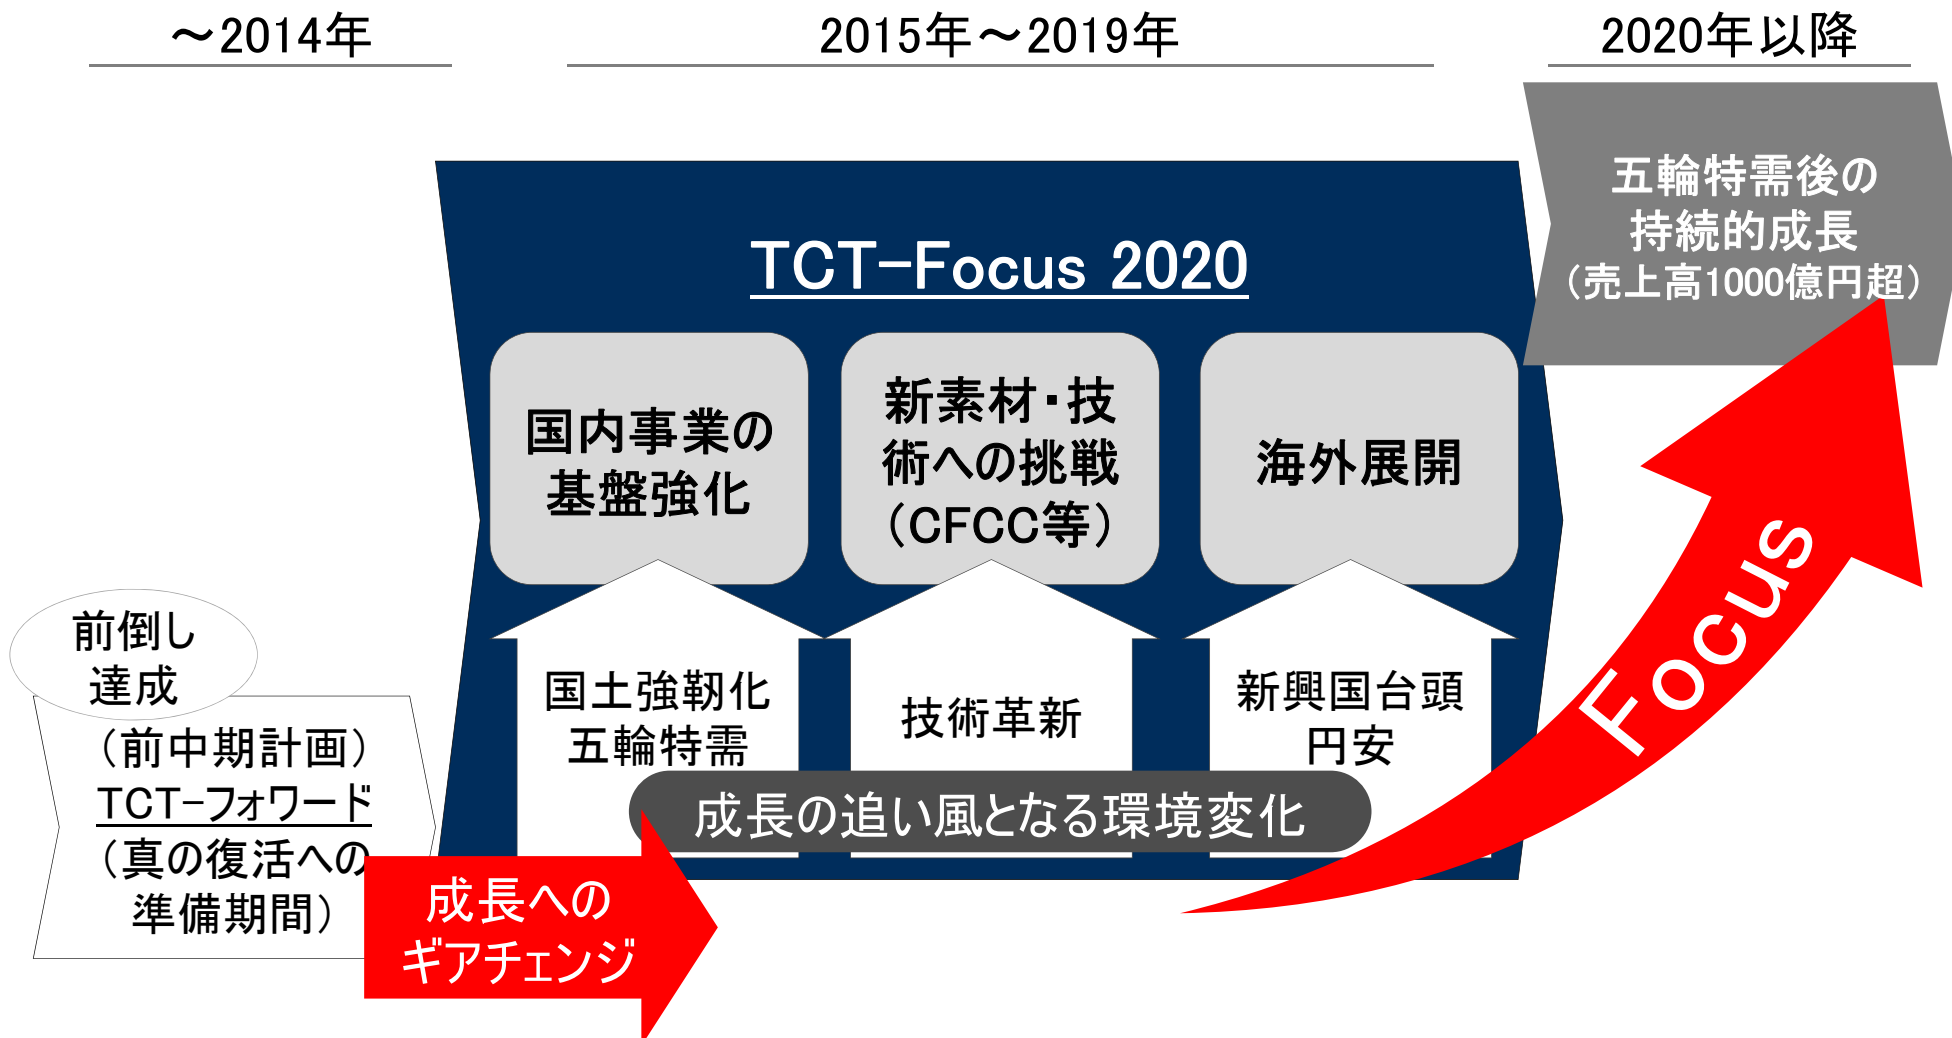 ～2014年
2015年～2019年
2020年以降
五輪特需後の
持続的成長
（売上高1000億円超）
TCT−Focus 2020
国内事業の
基盤強化
新素材・技
術への挑戦
（CFCC等）
海外展開
国土強靭化
五輪特需
技術革新
新興国台頭
円安
成長の追い風となる環境変化
前倒し
達成
（前中期計画）
TCT−フォワード
（真の復活への
準備期間）
成長への
ギアチェンジ
Focus